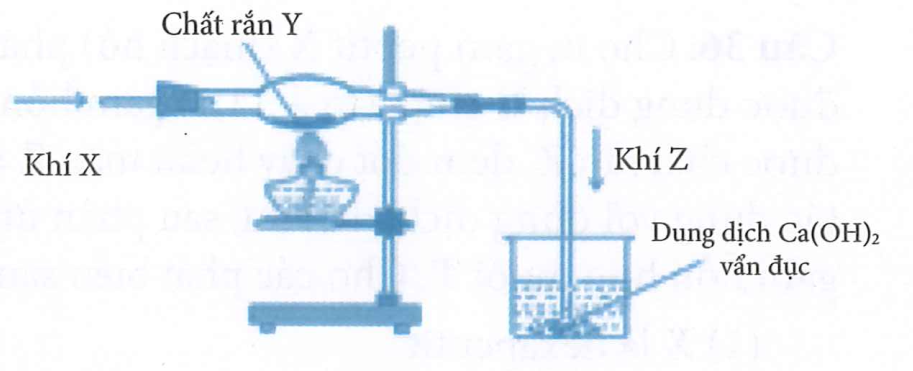 Chất rắn Y
Khí X
Khí Z
Dung dịch Ca(OH)₂
vẩn đục